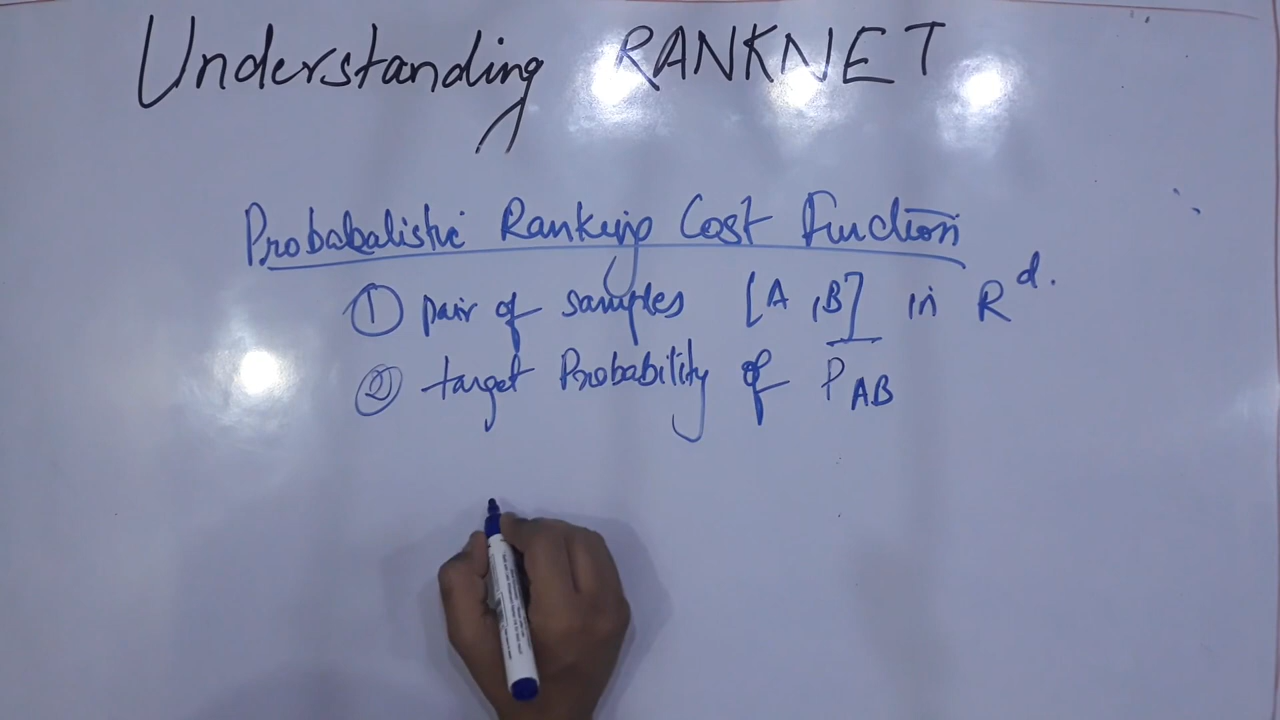 Understanding RANKNET
Probabalistic Ranking Cost Function
① pair of samples [A ,B] in R^d.
② target Probability of P_AB